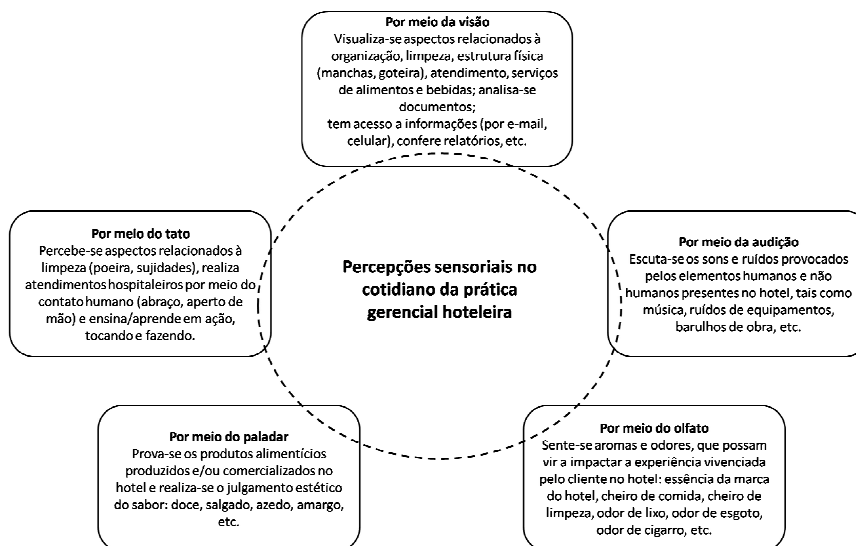 Por meio da visão
Visualiza-se aspectos relacionados à
organização, limpeza, estrutura física
(manchas, goteira), atendimento, serviços
de alimentos e bebidas; analisa-se
documentos;
tem acesso a informações (por e-mail,
celular), confere relatórios, etc.
Por meio do tato
Percebe-se aspectos relacionados à
limpeza (poeira, sujidades), realiza
atendimentos hospitaleiros por meio do
contato humano (abraço, aperto de
mão) e ensina/aprende em ação,
tocando e fazendo.
Percepções sensoriais no
cotidiano da prática
gerencial hoteleira
Por meio da audição
Escuta-se os sons e ruídos provocados
pelos elementos humanos e não
humanos presentes no hotel, tais como
música, ruídos de equipamentos,
barulhos de obra, etc.
Por meio do paladar
Prova-se os produtos alimentícios
produzidos e/ou comercializados no
hotel e realiza-se o julgamento estético
do sabor: doce, salgado, azedo, amargo,
etc.
Por meio do olfato
Sente-se aromas e odores, que possam
vir a impactar a experiência vivenciada
pelo cliente no hotel: essência da marca
do hotel, cheiro de comida, cheiro de
limpeza, odor de lixo, odor de esgoto,
odor de cigarro, etc.